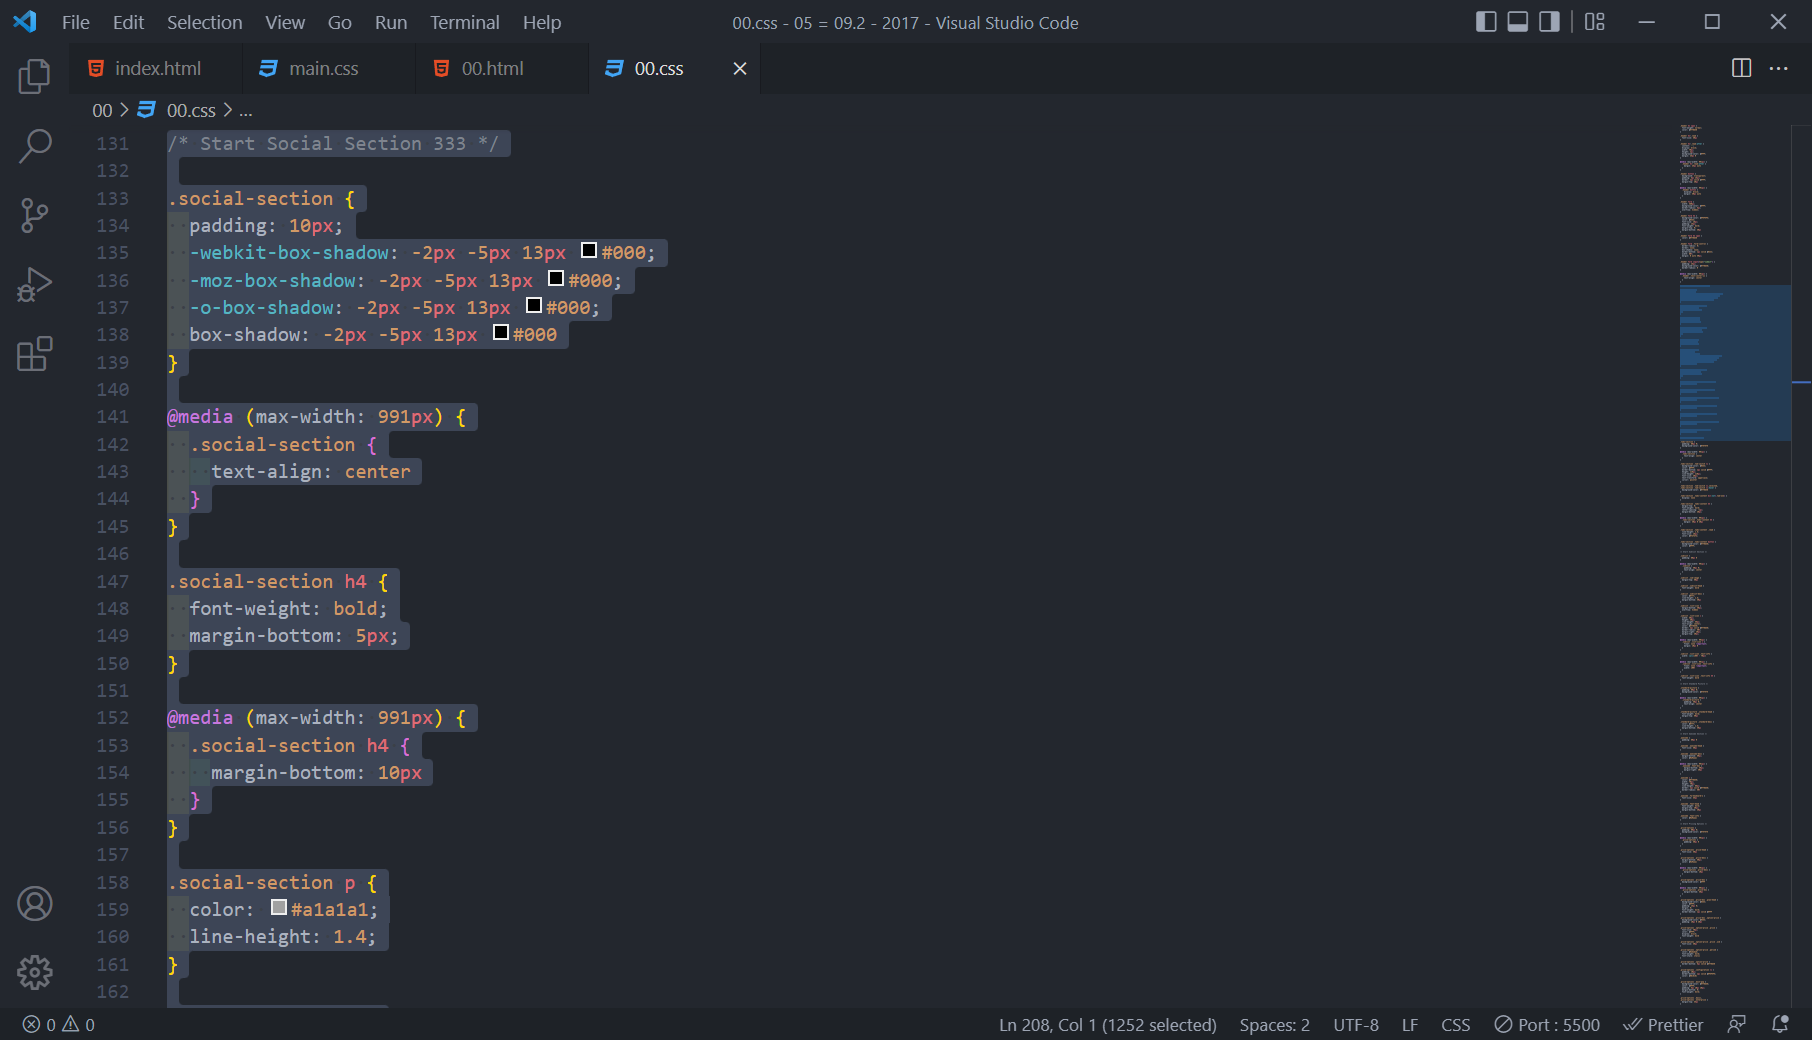 File Edit Selection View Go Run Terminal Help
00.css - 05 = 09.2 - 2017 - Visual Studio Code
index.html main.css 00.html 00.css
00 > 00.css > ...
131 /* Start Social Section 333 */
132
133 .social-section {
134 padding: 10px;
135 -webkit-box-shadow: -2px -5px 13px #000;
136 -moz-box-shadow: -2px -5px 13px #000;
137 -o-box-shadow: -2px -5px 13px #000;
138 box-shadow: -2px -5px 13px #000
139 }
140
141 @media (max-width: 991px) {
142 .social-section {
143 text-align: center
144 }
145 }
146
147 .social-section h4 {
148 font-weight: bold;
149 margin-bottom: 5px;
150 }
151
152 @media (max-width: 991px) {
153 .social-section h4 {
154 margin-bottom: 10px
155 }
156 }
157
158 .social-section p {
159 color: #a1a1a1;
160 line-height: 1.4;
161 }
162
0 0 Ln 208, Col 1 (1252 selected) Spaces: 2 UTF-8 LF CSS Port : 5500 Prettier